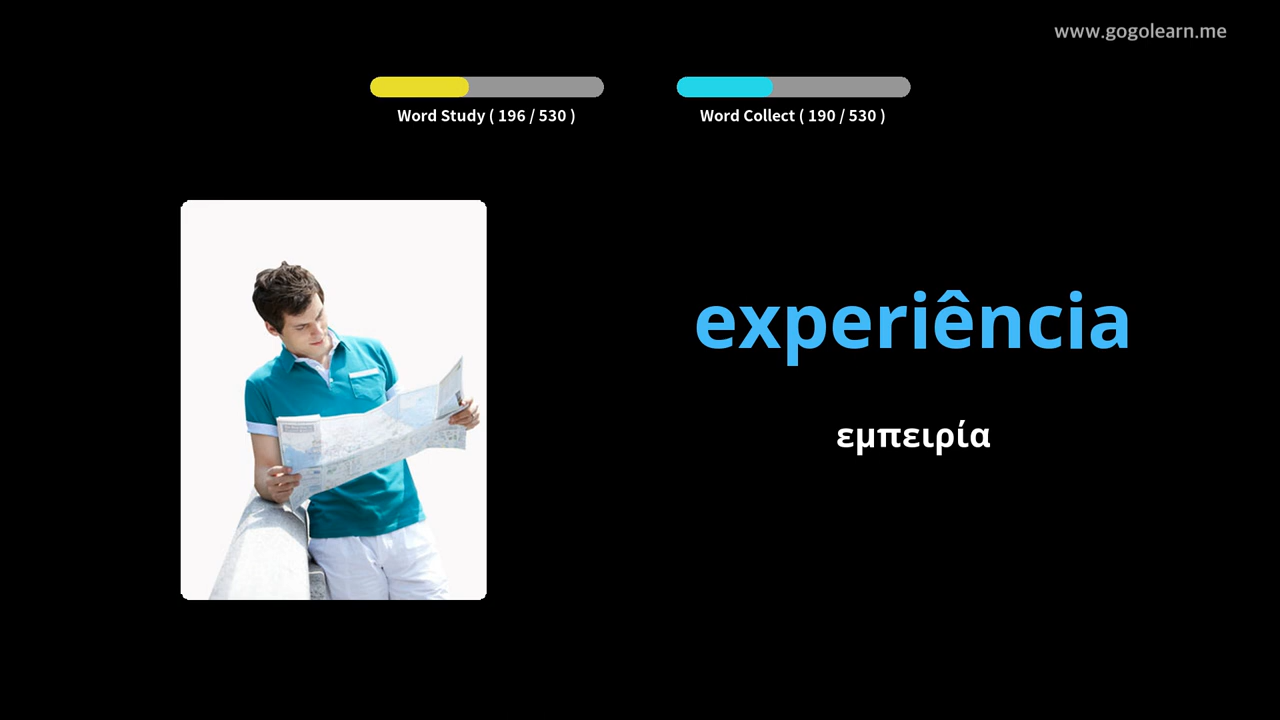 www.gogolearn.me
Word Study ( 196 / 530 )
Word Collect ( 190 / 530 )
experiência
εμπειρία